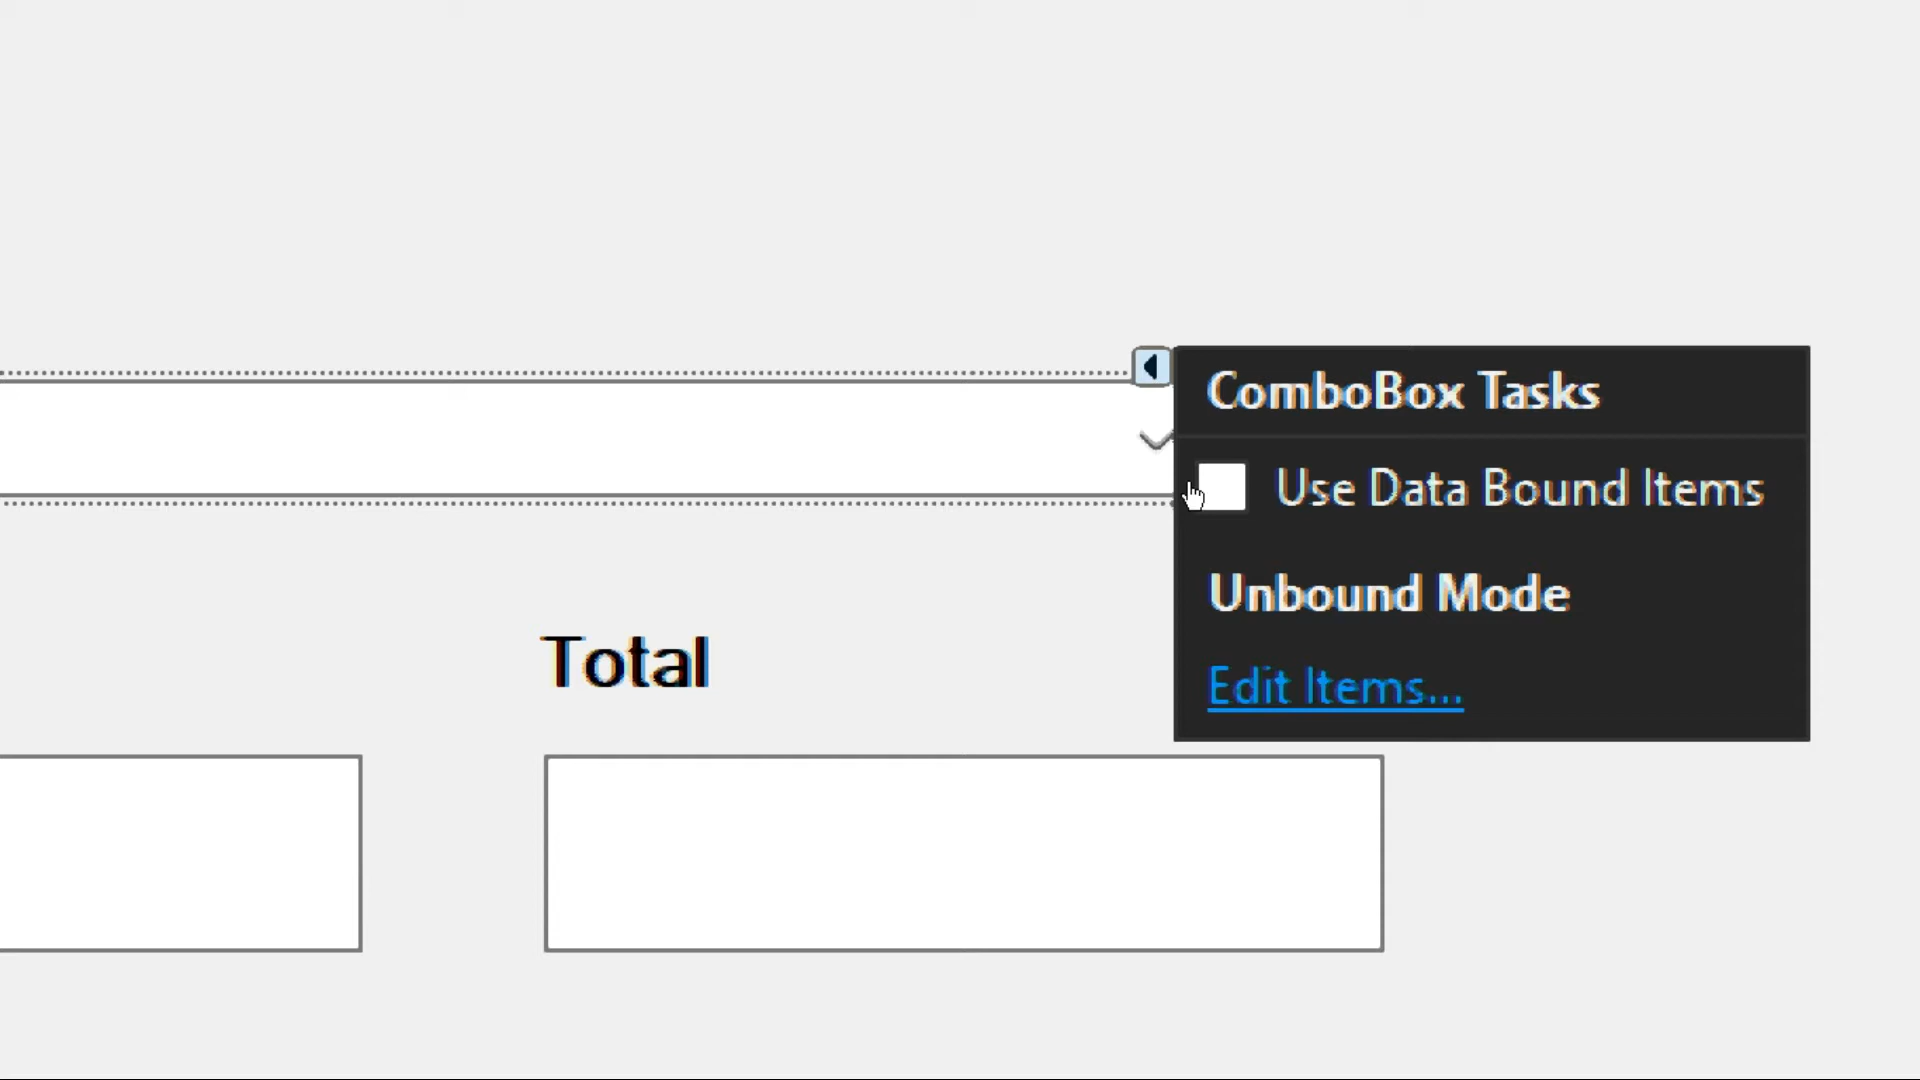 ComboBox Tasks
Use Data Bound Items
Unbound Mode
Total
Edit Items...